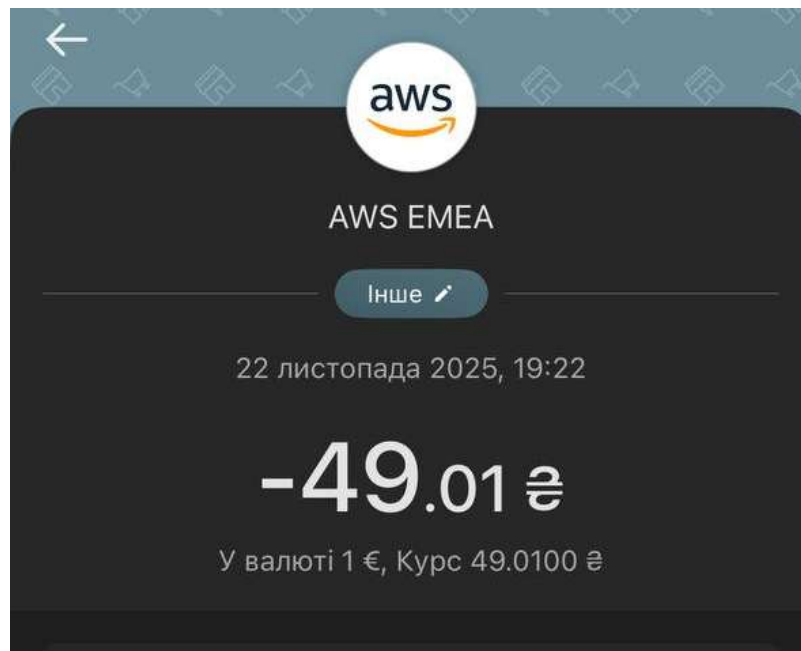 aws
AWS EMEA
Інше
22 листопада 2025, 19:22
-49.01 ₴
У валюті 1 €, Курс 49.0100 ₴